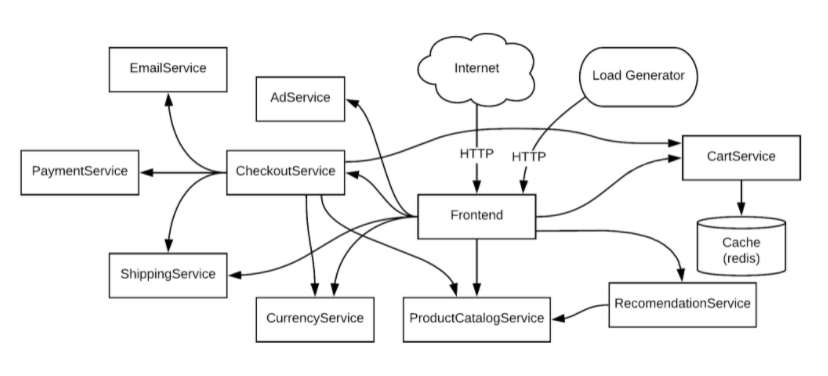 EmailService
Internet
Load Generator
AdService
HTTP
HTTP
PaymentService
CheckoutService
CartService
Frontend
Cache
(redis)
ShippingService
CurrencyService
ProductCatalogService
RecomendationService